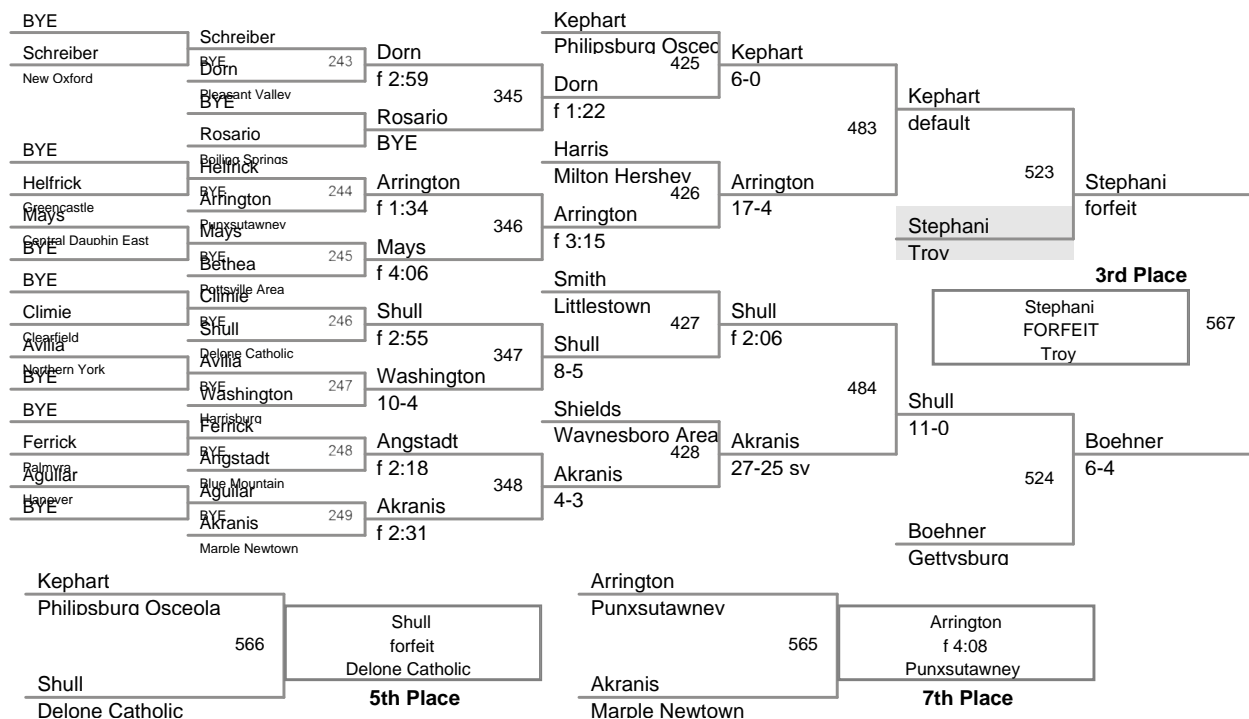 BYE
Schreiber
New Oxford
BYE
Helfrick
Greencastle
Mays
Central Dauphin East
BYE
BYE
Climie
Clearfield
Avilia
Northern York
BYE
BYE
Ferrick
Palmyra
Aguilar
Hanover
BYE
Schreiber
BYE
243
Dorn
Pleasant Valley
BYE
Rosario
Boiling Springs
Helfrick
BYE
244
Arrington
Punxsutawney
Mays
BYE
245
Bethea
Pottsville Area
Climie
BYE
246
Shull
Delone Catholic
Avilia
BYE
247
Washington
Harrisburg
Ferrick
BYE
248
Angstadt
Blue Mountain
Aguilar
BYE
249
Akranis
Marple Newtown
Dorn
f 2:59
345
Rosario
BYE
Arrington
f 1:34
346
Mays
f 4:06
Shull
f 2:55
347
Washington
10-4
Angstadt
f 2:18
348
Akranis
f 2:31
Kephart
Philipsburg Osceo
425
Dorn
f 1:22
Harris
Milton Hershey
426
Arrington
f 3:15
Smith
Littlestown
427
Shull
8-5
Shields
Waynesboro Area
428
Akranis
4-3
Kephart
6-0
483
Arrington
17-4
Shull
f 2:06
484
Akranis
27-25 sv
Kephart
default
523
Stephani
Troy
Shull
11-0
524
Boehner
Gettysburg
Stephani
forfeit
3rd Place
Stephani
FORFEIT
Troy
567
Boehner
6-4
Kephart
Philipsburg Osceola
566
Shull
Delone Catholic
Shull
forfeit
Delone Catholic
5th Place
Arrington
Punxsutawney
565
Akranis
Marple Newtown
Arrington
f 4:08
Punxsutawney
7th Place